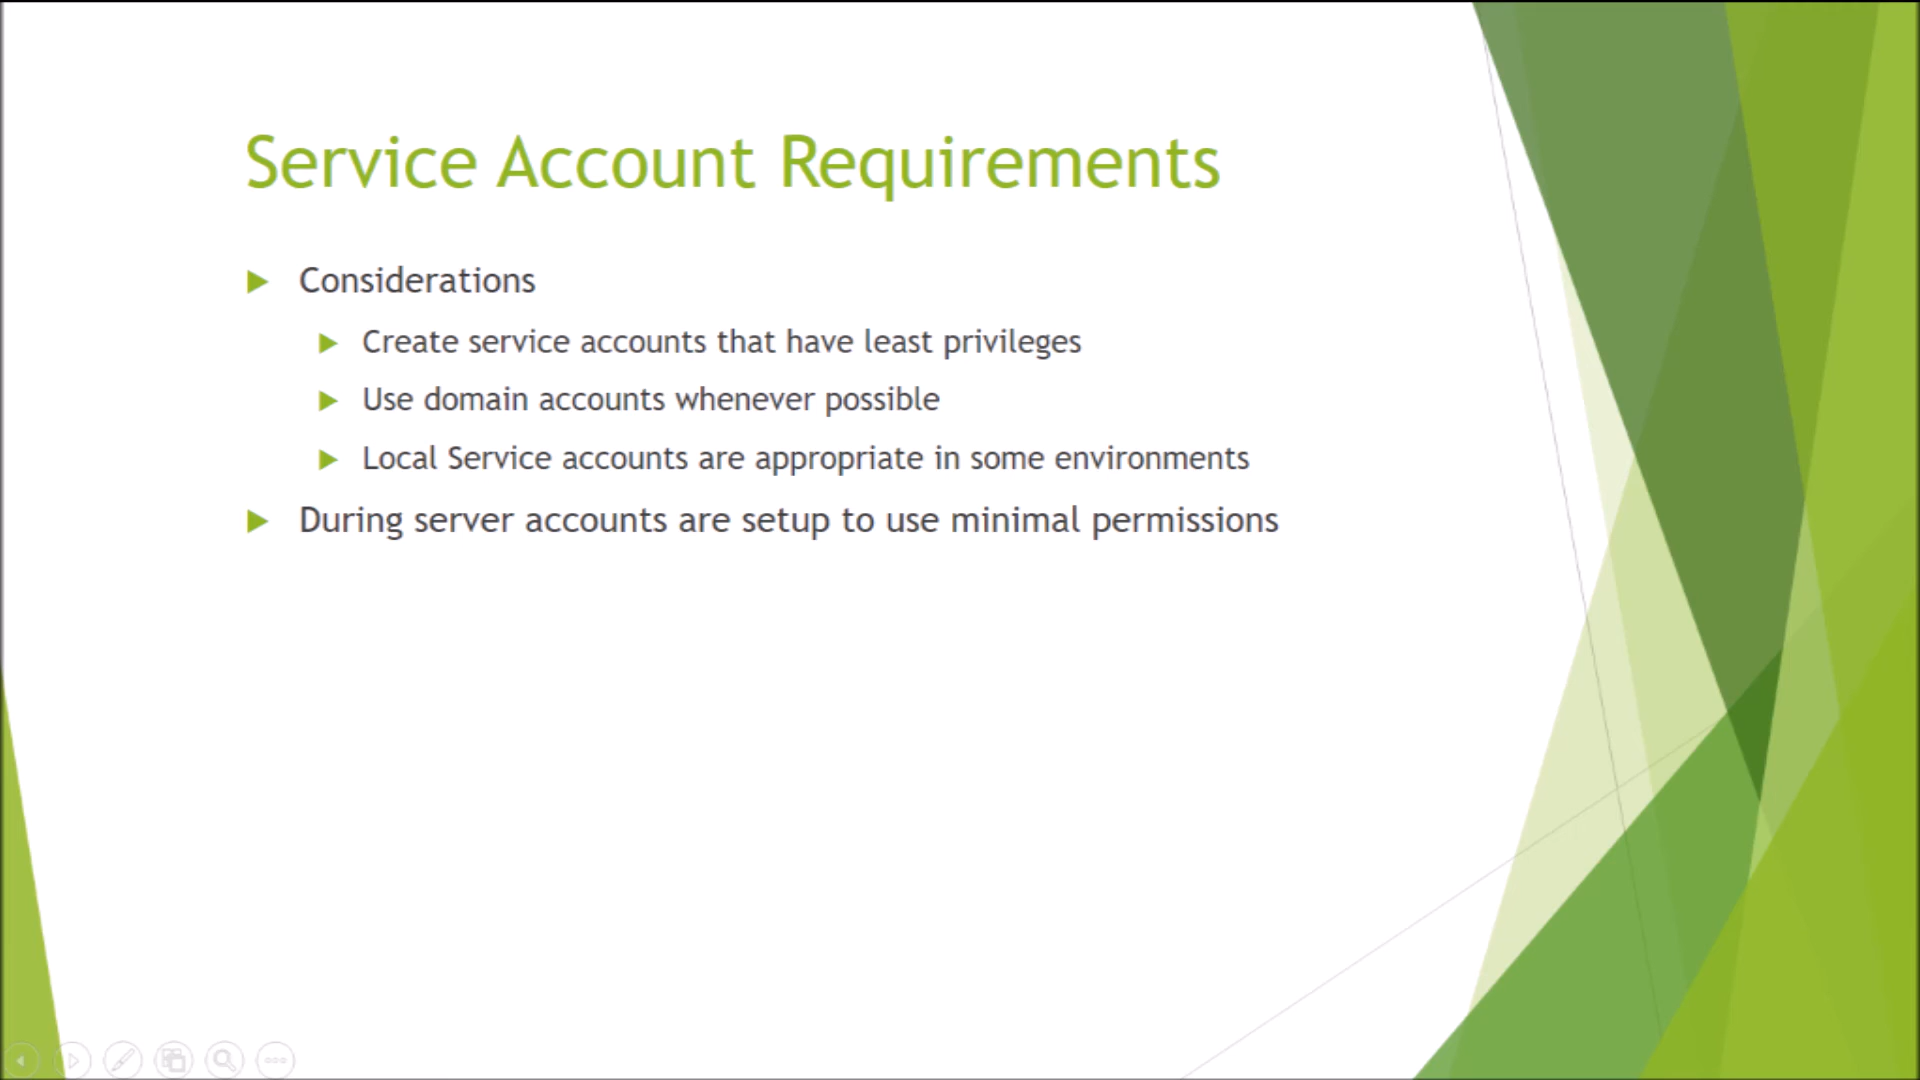 Service Account Requirements
Considerations
Create service accounts that have least privileges
Use domain accounts whenever possible
Local Service accounts are appropriate in some environments
During server accounts are setup to use minimal permissions